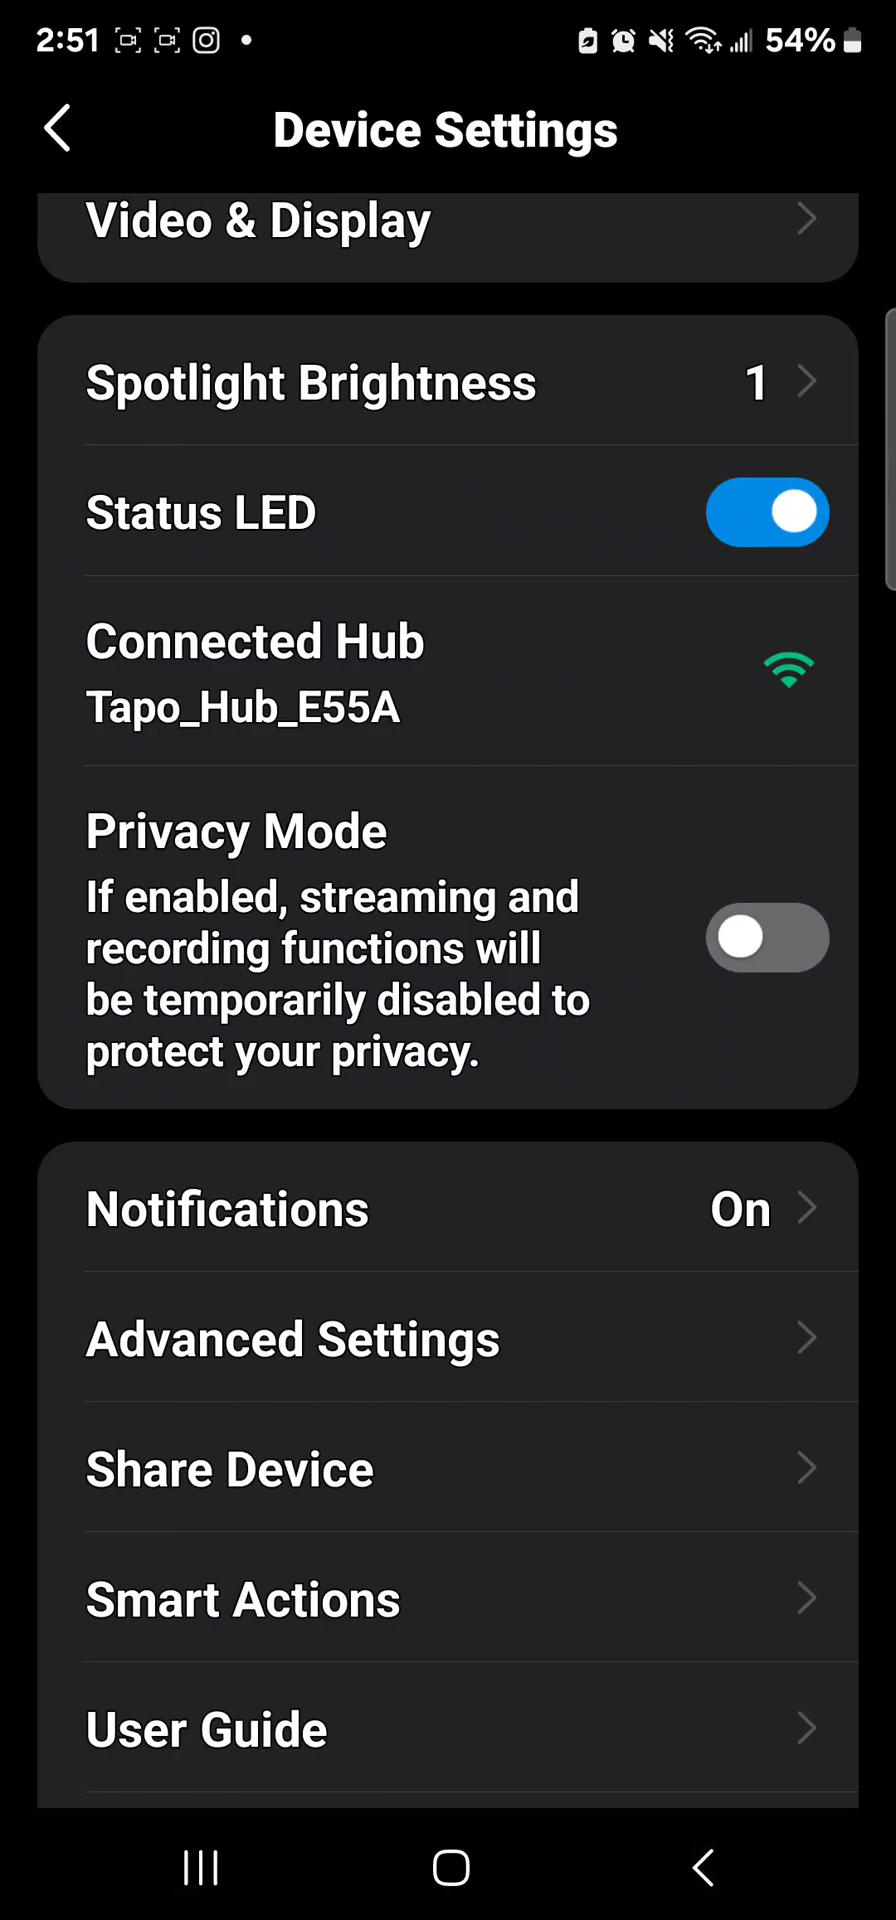 2:51 54%
Device Settings
Video & Display
Spotlight Brightness 1
Status LED
Connected Hub
Tapo_Hub_E55A
Privacy Mode
If enabled, streaming and
recording functions will
be temporarily disabled to
protect your privacy.
Notifications On
Advanced Settings
Share Device
Smart Actions
User Guide